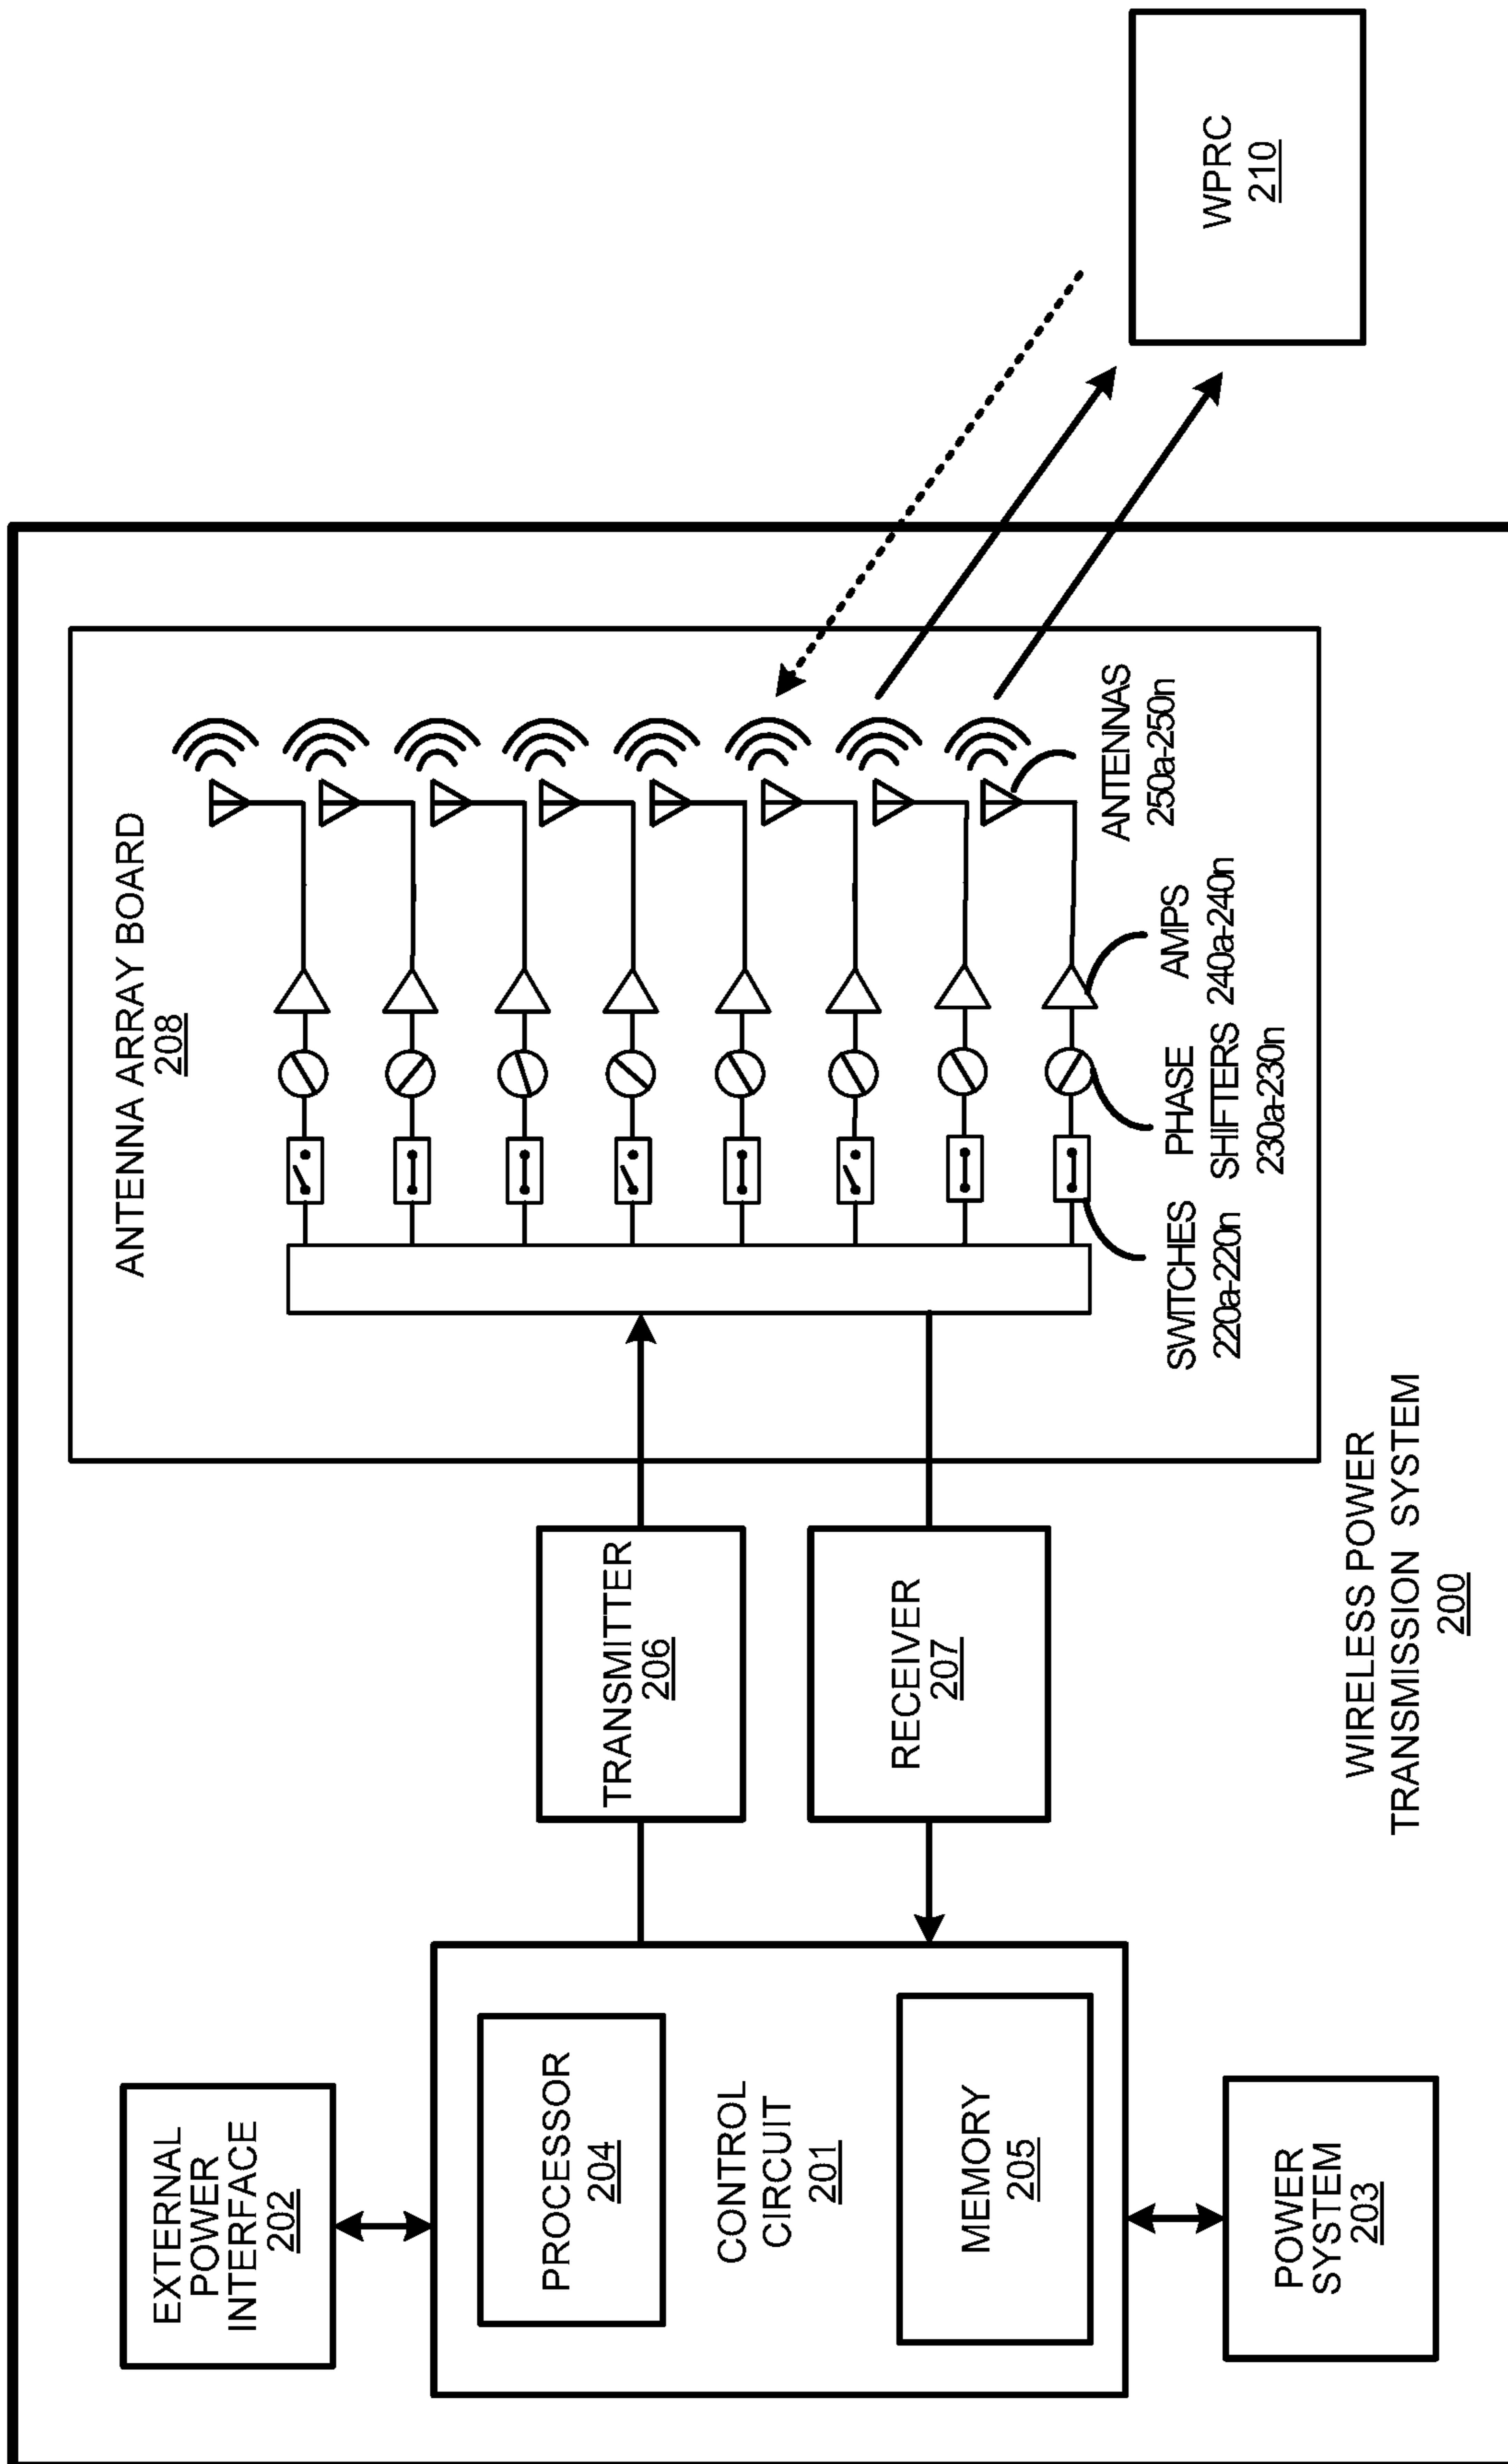 EXTERNAL
POWER
INTERFACE
202
PROCESSOR
204
CONTROL
CIRCUIT
201
MEMORY
205
POWER
SYSTEM
203
TRANSMITTER
206
RECEIVER
207
ANTENNA ARRAY BOARD
208
SWITCHES
220a-220n
PHASE
SHIFTERS
230a-230n
AMPS
240a-240n
ANTENNAS
250a-250n
WIRELESS POWER
TRANSMISSION SYSTEM
200
WPRC
210